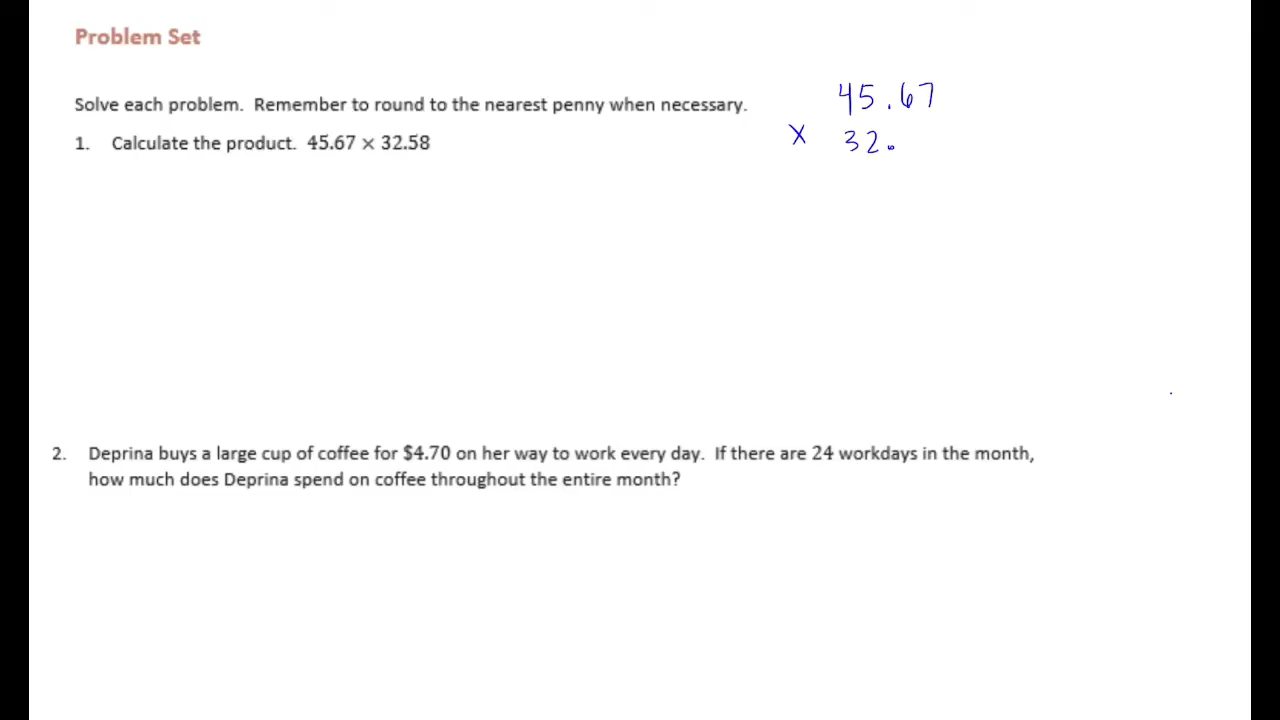 Problem Set
Solve each problem. Remember to round to the nearest penny when necessary.
1. Calculate the product. 45.67 × 32.58
45.67
x 32.
2. Deprina buys a large cup of coffee for $4.70 on her way to work every day. If there are 24 workdays in the month,
how much does Deprina spend on coffee throughout the entire month?